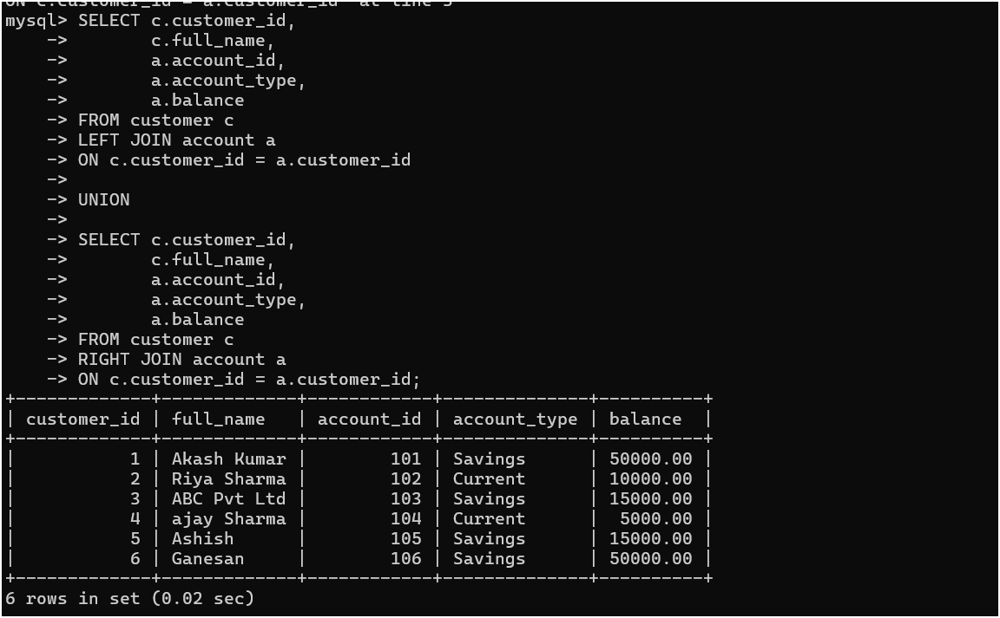 ON c.customer_id = a.customer_id' at line 3
mysql> SELECT c.customer_id,
    ->        c.full_name,
    ->        a.account_id,
    ->        a.account_type,
    ->        a.balance
    -> FROM customer c
    -> LEFT JOIN account a
    -> ON c.customer_id = a.customer_id
    ->
    -> UNION
    ->
    -> SELECT c.customer_id,
    ->        c.full_name,
    ->        a.account_id,
    ->        a.account_type,
    ->        a.balance
    -> FROM customer c
    -> RIGHT JOIN account a
    -> ON c.customer_id = a.customer_id;
+-------------+-------------+------------+--------------+----------+
| customer_id | full_name   | account_id | account_type | balance  |
+-------------+-------------+------------+--------------+----------+
|           1 | Akash Kumar |        101 | Savings      | 50000.00 |
|           2 | Riya Sharma |        102 | Current      | 10000.00 |
|           3 | ABC Pvt Ltd |        103 | Savings      | 15000.00 |
|           4 | ajay Sharma |        104 | Current      |  5000.00 |
|           5 | Ashish      |        105 | Savings      | 15000.00 |
|           6 | Ganesan     |        106 | Savings      | 50000.00 |
+-------------+-------------+------------+--------------+----------+
6 rows in set (0.02 sec)